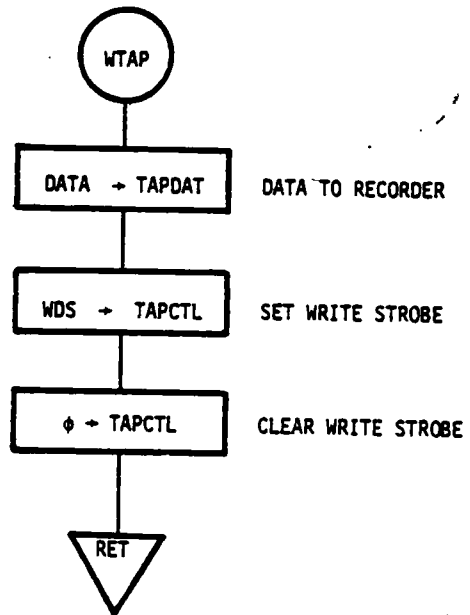 WTAP
DATA → TAPDAT DATA TO RECORDER
WDS → TAPCTL SET WRITE STROBE
ϕ → TAPCTL CLEAR WRITE STROBE
RET